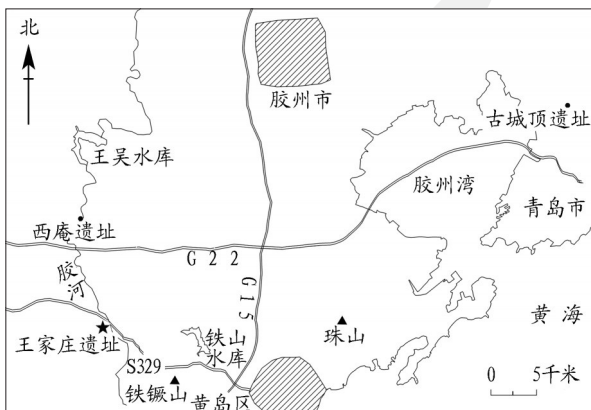 北
胶州市
古城顶遗址
王吴水库
胶州湾
青岛市
西庵遗址
G22
胶河
G15
黄海
王家庄遗址
铁山
水库
珠山
S329
铁镢山
黄岛区
0 5千米